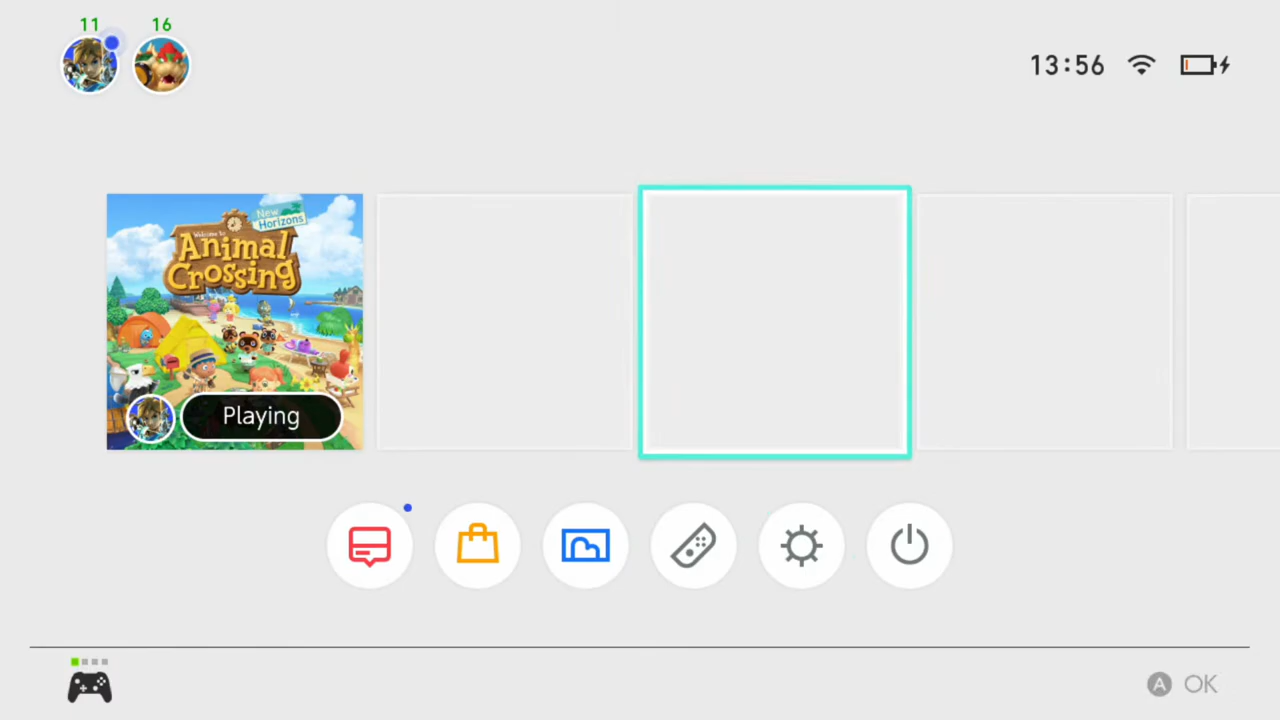 11 16
13:56
New
Horizons
Welcome to
Animal
Crossing
Playing
A OK